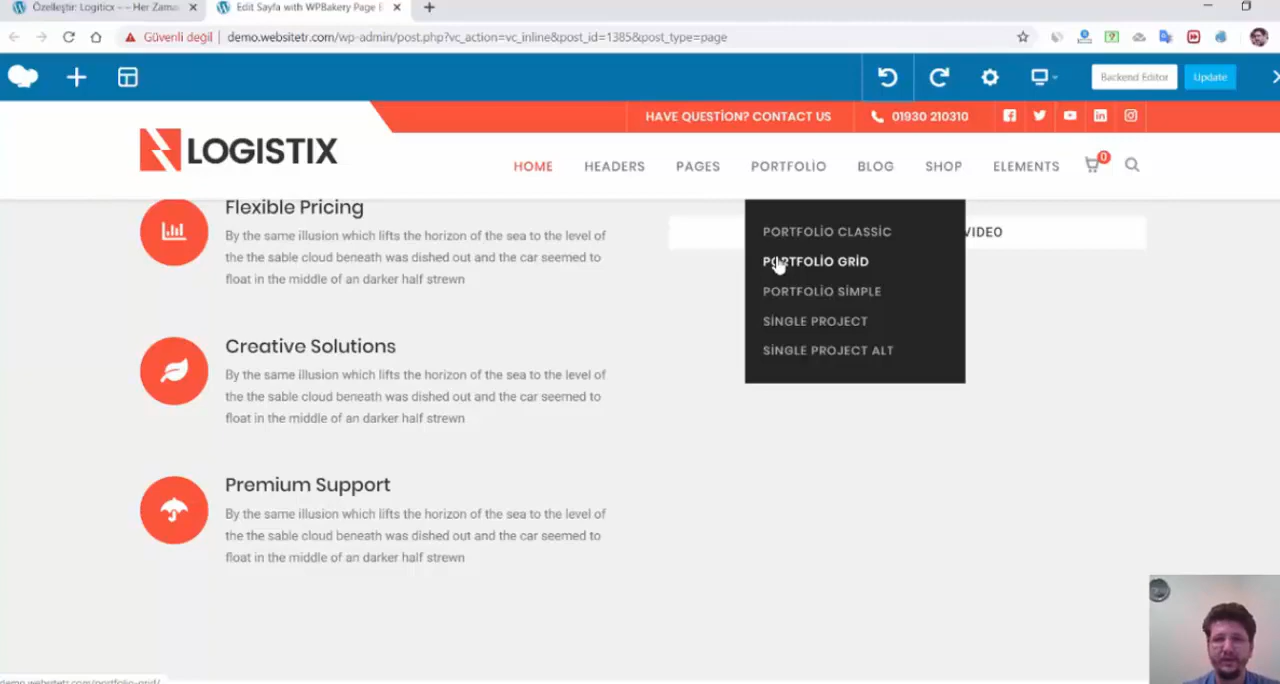 Özelleştir: Logiticx – – Her Zama
Edit Sayfa with WPBakery Page B
Güvenli değil
demo.websitetr.com/wp-admin/post.php?vc_action=vc_inline&post_id=1385&post_type=page
Backend Editor
Update
HAVE QUESTİON? CONTACT US
01930 210310
LOGISTIX
HOME
HEADERS
PAGES
PORTFOLİO
BLOG
SHOP
ELEMENTS
0
Flexible Pricing
By the same illusion which lifts the horizon of the sea to the level of
the the sable cloud beneath was dished out and the car seemed to
float in the middle of an darker half strewn
PORTFOLİO CLASSİC
VİDEO
PORTFOLİO GRİD
PORTFOLİO SİMPLE
SİNGLE PROJECT
SİNGLE PROJECT ALT
Creative Solutions
By the same illusion which lifts the horizon of the sea to the level of
the the sable cloud beneath was dished out and the car seemed to
float in the middle of an darker half strewn
Premium Support
By the same illusion which lifts the horizon of the sea to the level of
the the sable cloud beneath was dished out and the car seemed to
float in the middle of an darker half strewn
demo.websitetr.com/portfolio-grid/